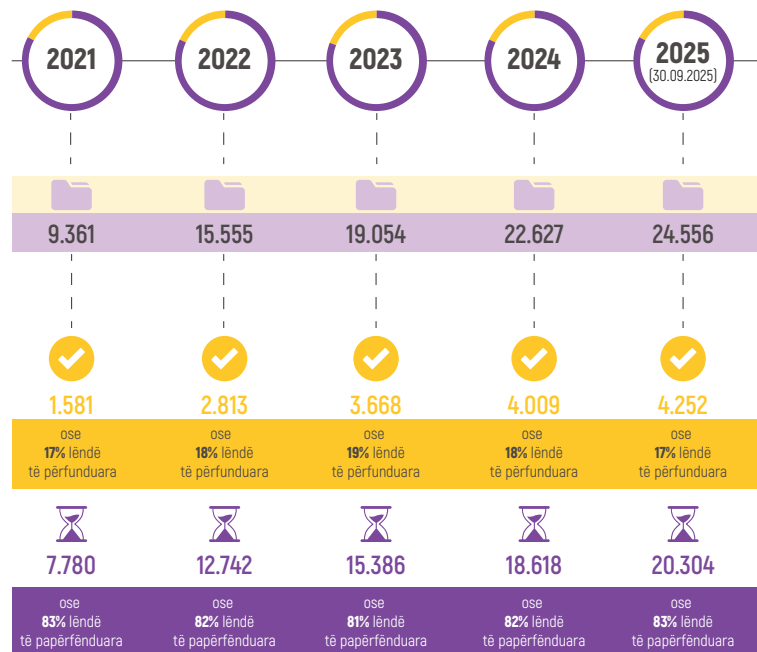 2021 2022 2023 2024 2025
(30.09.2025)
9.361 15.555 19.054 22.627 24.556
1.581 2.813 3.668 4.009 4.252
ose ose ose ose ose
17% lëndë 18% lëndë 19% lëndë 18% lëndë 17% lëndë
të përfunduara të përfunduara të përfunduara të përfunduara të përfunduara
7.780 12.742 15.386 18.618 20.304
ose ose ose ose ose
83% lëndë 82% lëndë 81% lëndë 82% lëndë 83% lëndë
të papërfënduara të papërfënduara të papërfënduara të papërfënduara të papërfënduara